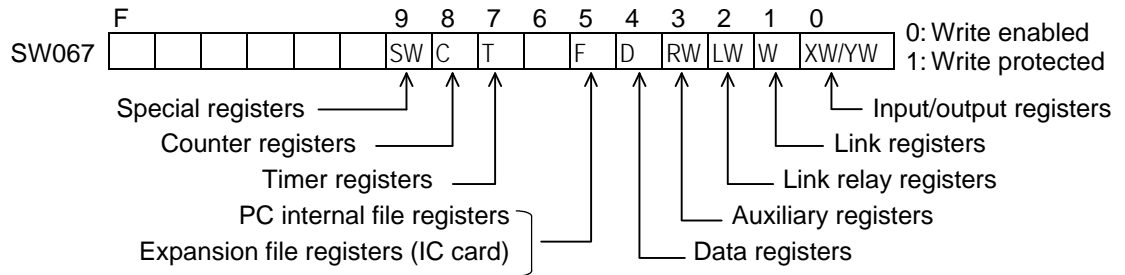 F 9 8 7 6 5 4 3 2 1 0
SW067 SW C T F D RW LW W XW/YW
0: Write enabled
1: Write protected
Special registers Input/output registers
Counter registers Link registers
Timer registers Link relay registers
PC internal file registers Auxiliary registers
Expansion file registers (IC card) Data registers